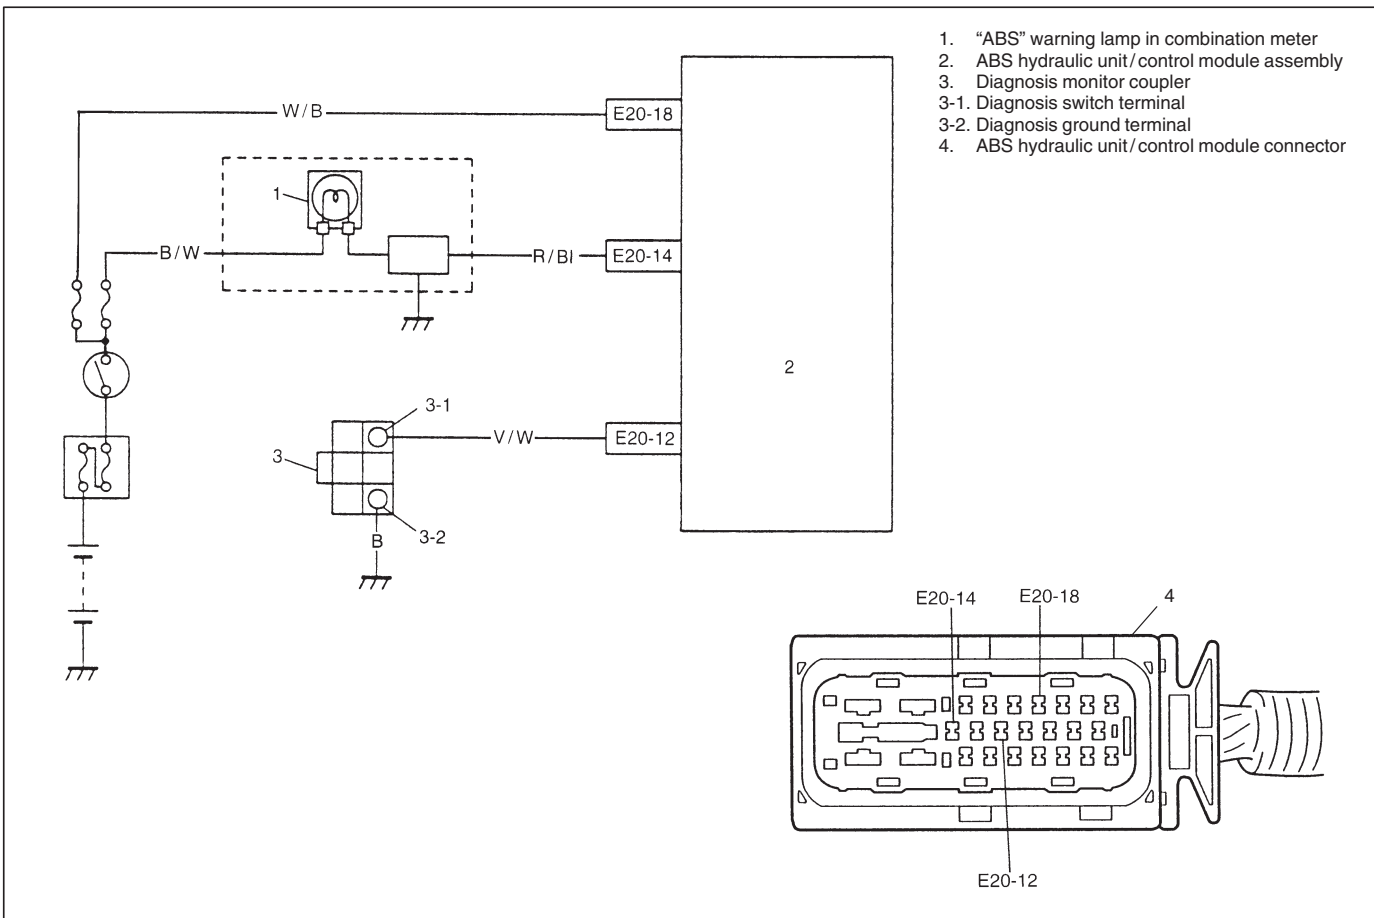 1. “ABS” warning lamp in combination meter
2. ABS hydraulic unit/control module assembly
3. Diagnosis monitor coupler
3-1. Diagnosis switch terminal
3-2. Diagnosis ground terminal
4. ABS hydraulic unit/control module connector
W/B
E20-18
1
B/W
R/Bl
E20-14
2
3-1
V/W
E20-12
3
3-2
B
E20-14
E20-18
4
E20-12